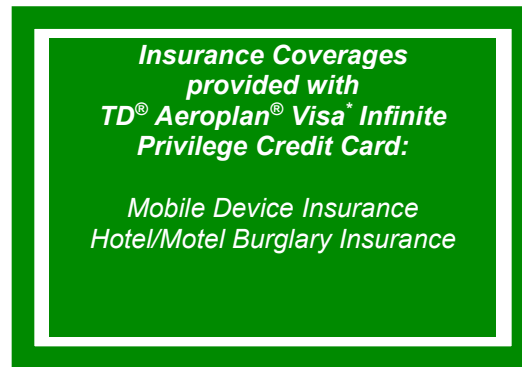 Insurance Coverages
provided with
TD® Aeroplan® Visa* Infinite
Privilege Credit Card:
Mobile Device Insurance
Hotel/Motel Burglary Insurance